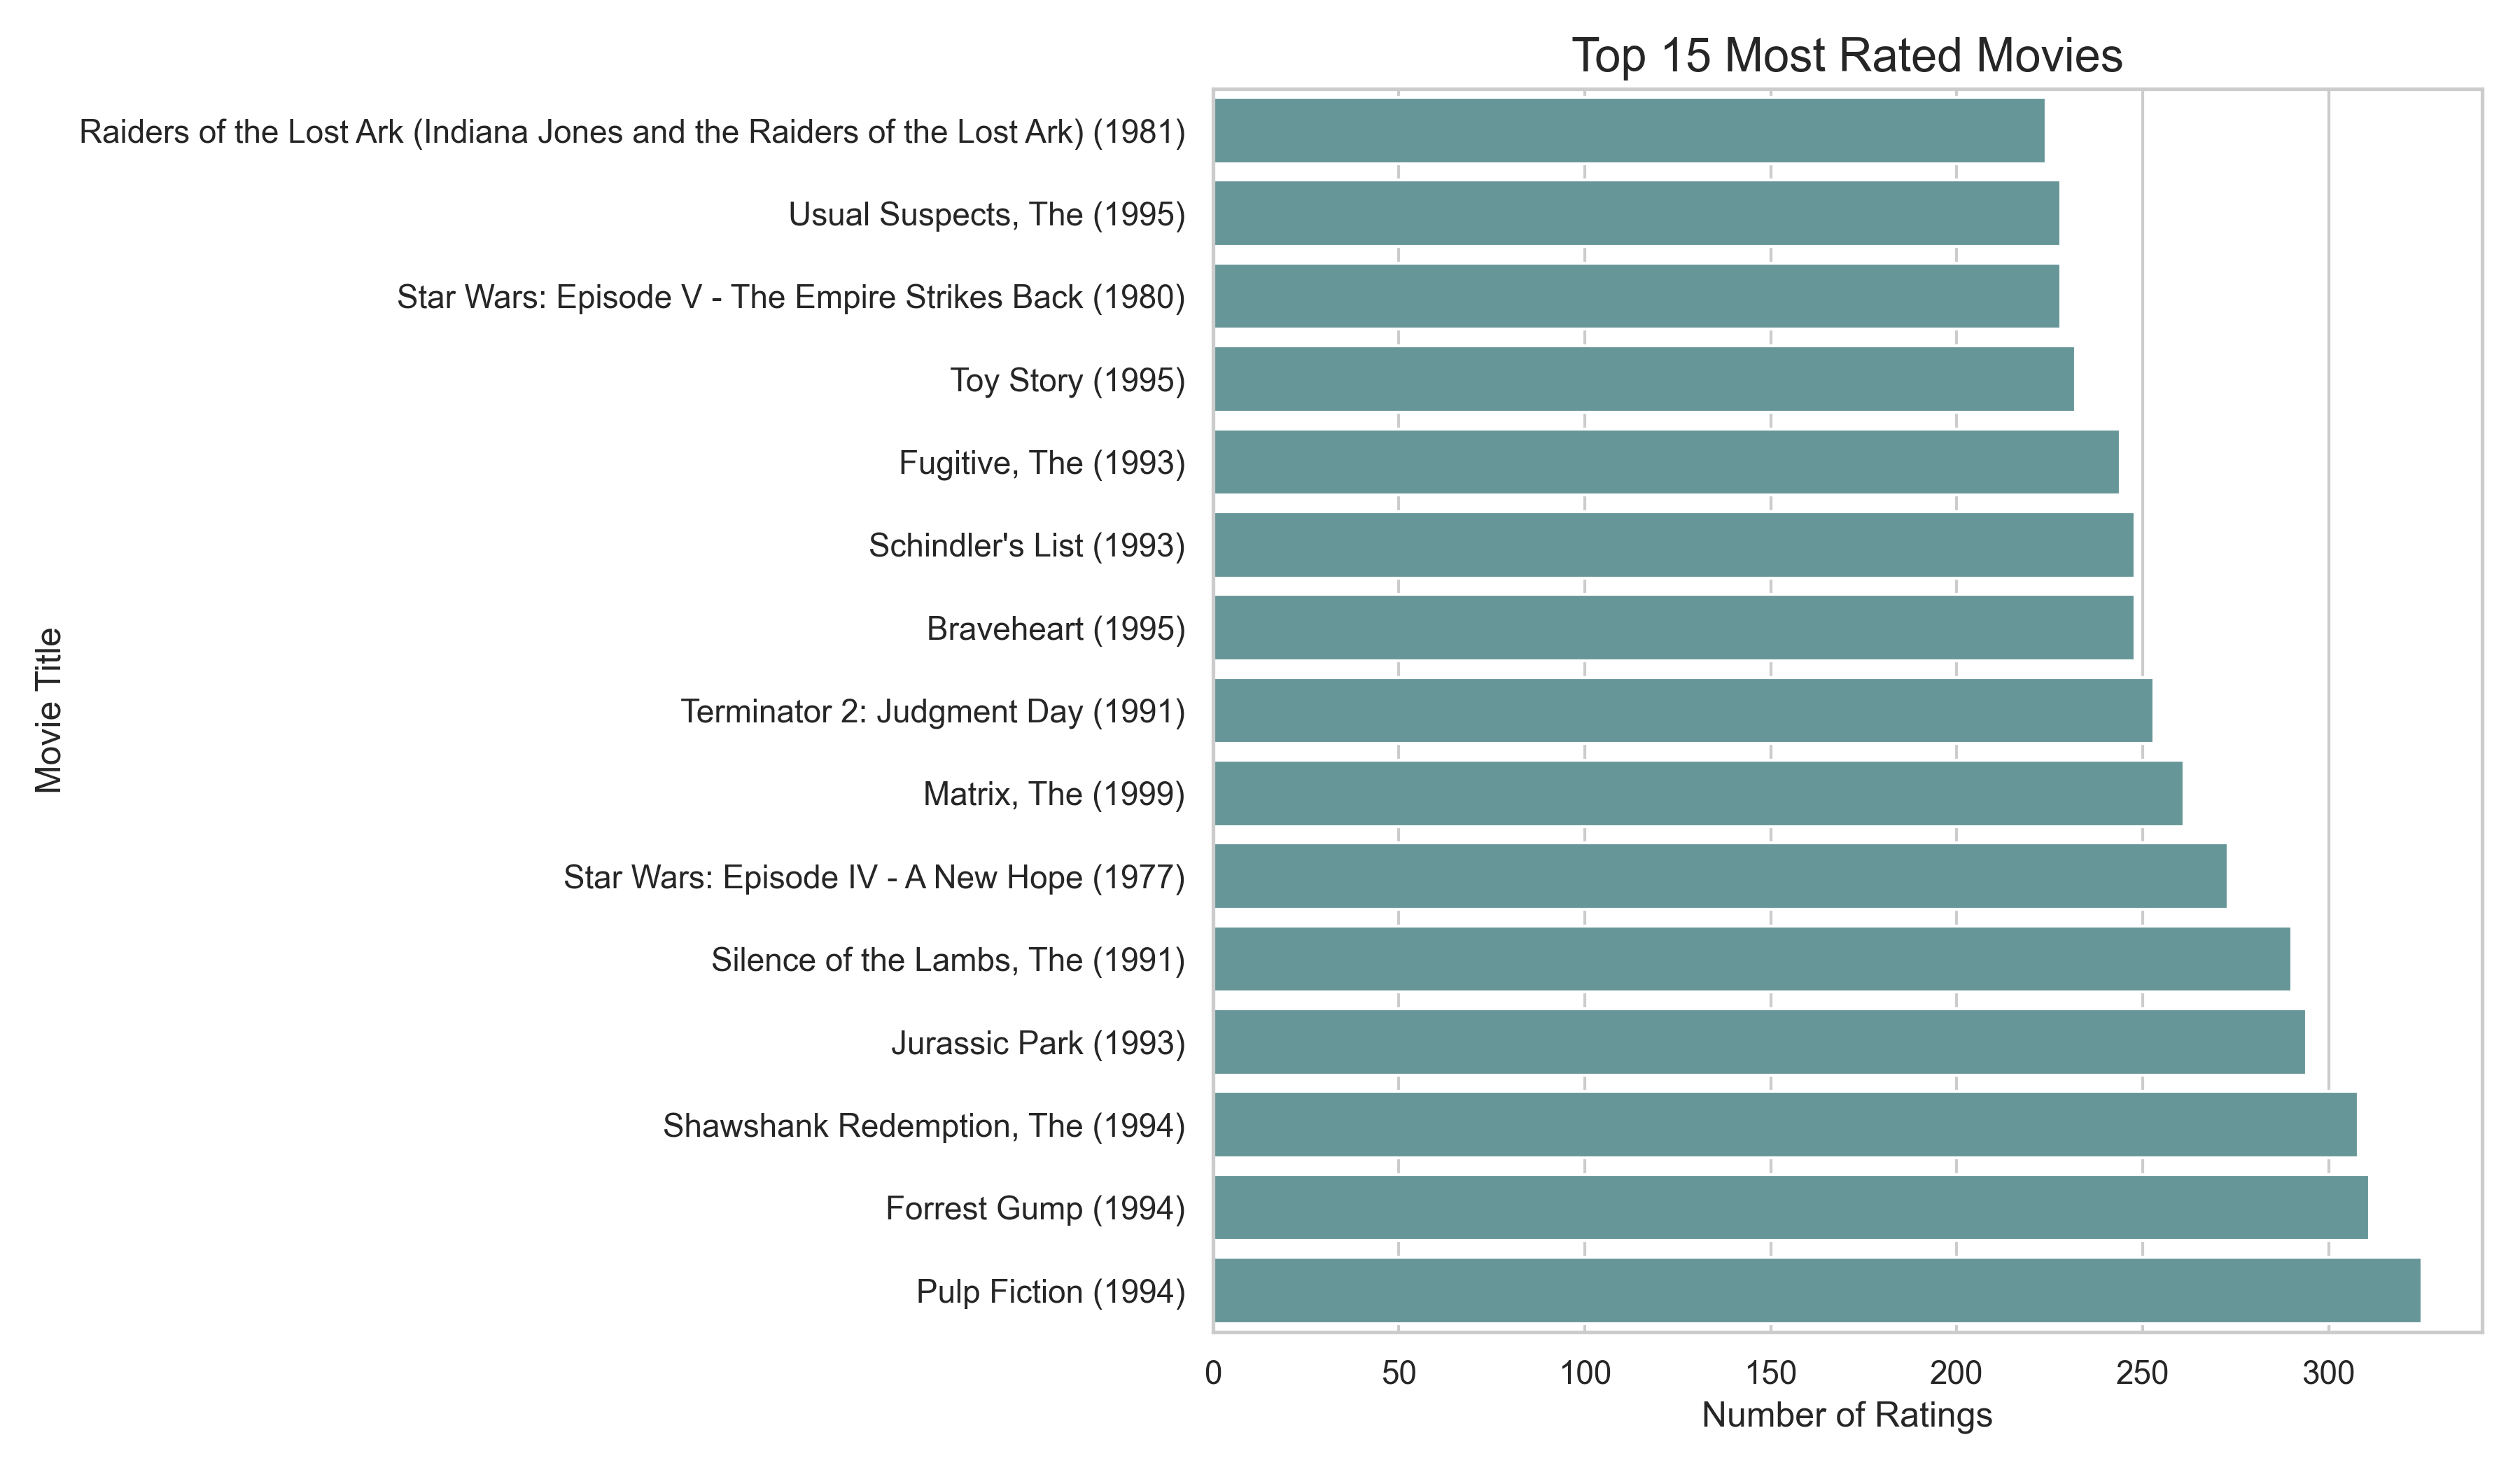 Top 15 Most Rated Movies
Movie Title
Raiders of the Lost Ark (Indiana Jones and the Raiders of the Lost Ark) (1981)
Usual Suspects, The (1995)
Star Wars: Episode V - The Empire Strikes Back (1980)
Toy Story (1995)
Fugitive, The (1993)
Schindler's List (1993)
Braveheart (1995)
Terminator 2: Judgment Day (1991)
Matrix, The (1999)
Star Wars: Episode IV - A New Hope (1977)
Silence of the Lambs, The (1991)
Jurassic Park (1993)
Shawshank Redemption, The (1994)
Forrest Gump (1994)
Pulp Fiction (1994)
0 50 100 150 200 250 300
Number of Ratings